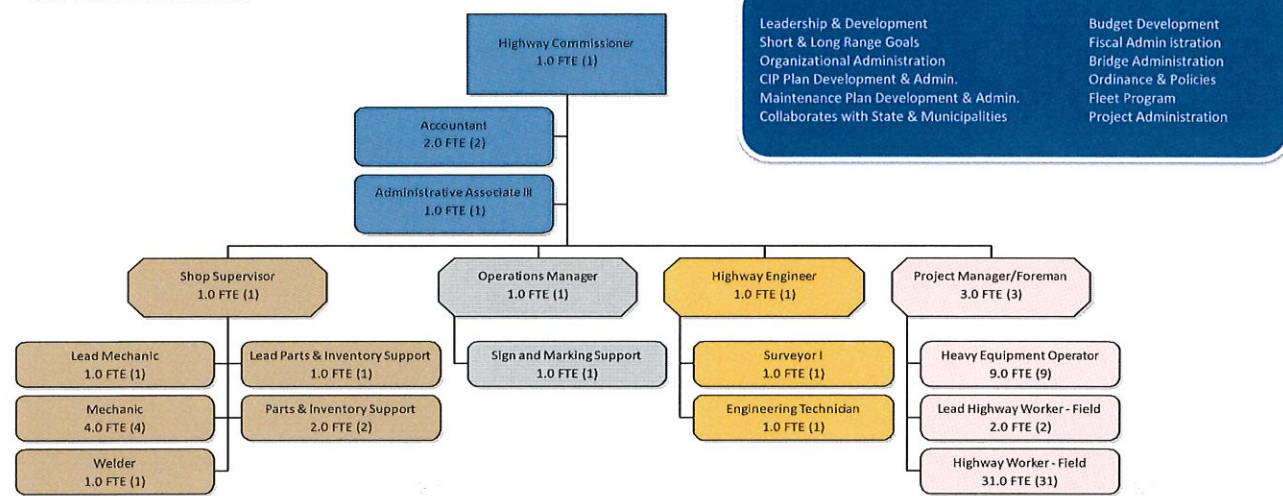 Leadership & Development
Short & Long Range Goals
Organizational Administration
CIP Plan Development & Admin.
Maintenance Plan Development & Admin.
Collaborates with State & Municipalities
Budget Development
Fiscal Admin istration
Bridge Administration
Ordinance & Policies
Fleet Program
Project Administration
Highway Commissioner
1.0 FTE (1)
Accountant
2.0 FTE (2)
Administrative Associate III
1.0 FTE (1)
Shop Supervisor
1.0 FTE (1)
Lead Mechanic
1.0 FTE (1)
Lead Parts & Inventory Support
1.0 FTE (1)
Mechanic
4.0 FTE (4)
Parts & Inventory Support
2.0 FTE (2)
Welder
1.0 FTE (1)
Operations Manager
1.0 FTE (1)
Sign and Marking Support
1.0 FTE (1)
Highway Engineer
1.0 FTE (1)
Surveyor I
1.0 FTE (1)
Engineering Technician
1.0 FTE (1)
Project Manager/Foreman
3.0 FTE (3)
Heavy Equipment Operator
9.0 FTE (9)
Lead Highway Worker - Field
2.0 FTE (2)
Highway Worker - Field
31.0 FTE (31)